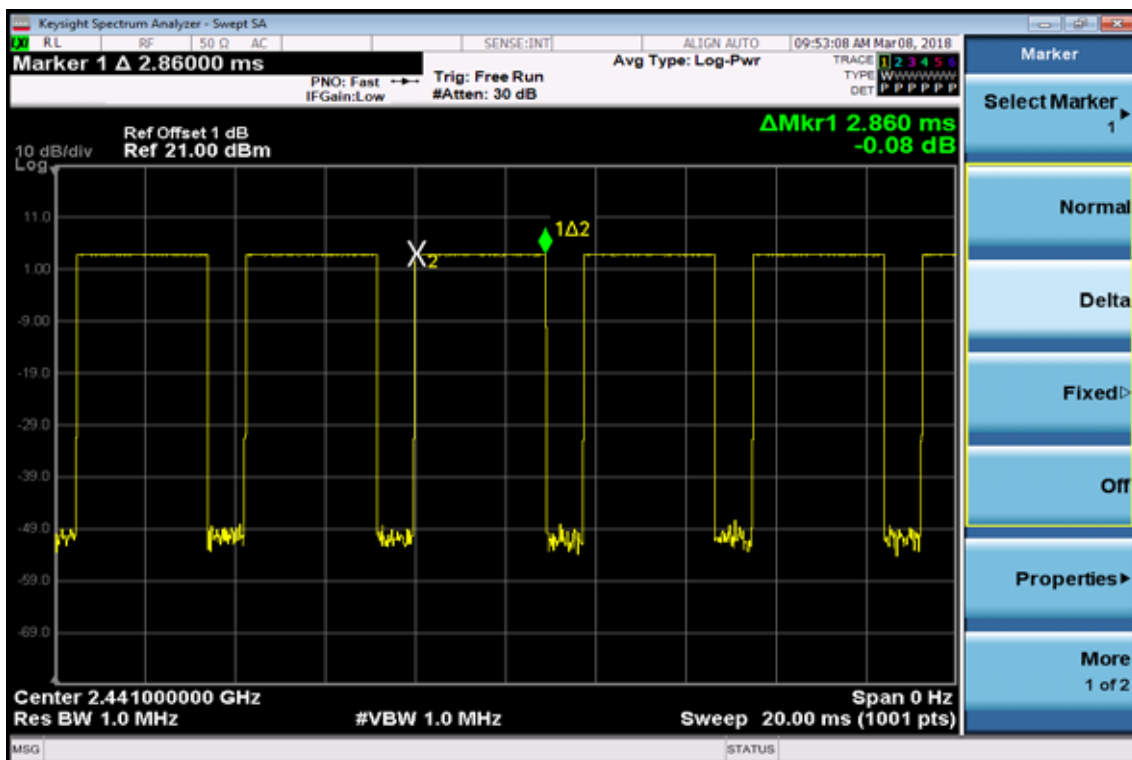 Keysight Spectrum Analyzer - Swept SA
LXI RL RF 50 Ω AC SENSE:INT ALIGN AUTO 09:53:08 AM Mar 08, 2018
Marker 1 Δ 2.86000 ms
PNO: Fast
IFGain:Low
Trig: Free Run
#Atten: 30 dB
Avg Type: Log-Pwr
TRACE 1 2 3 4 5 6
TYPE WWWWWWW
DET P P P P P P
ΔMkr1 2.860 ms
-0.08 dB
Ref Offset 1 dB
10 dB/div Ref 21.00 dBm
Log
11.0
1.00
-9.00
-19.0
-29.0
-39.0
-49.0
-59.0
-69.0
1Δ2
X2
Center 2.441000000 GHz Span 0 Hz
Res BW 1.0 MHz #VBW 1.0 MHz Sweep 20.00 ms (1001 pts)
MSG STATUS
Marker
Select Marker
1
Normal
Delta
Fixed
Off
Properties
More
1 of 2